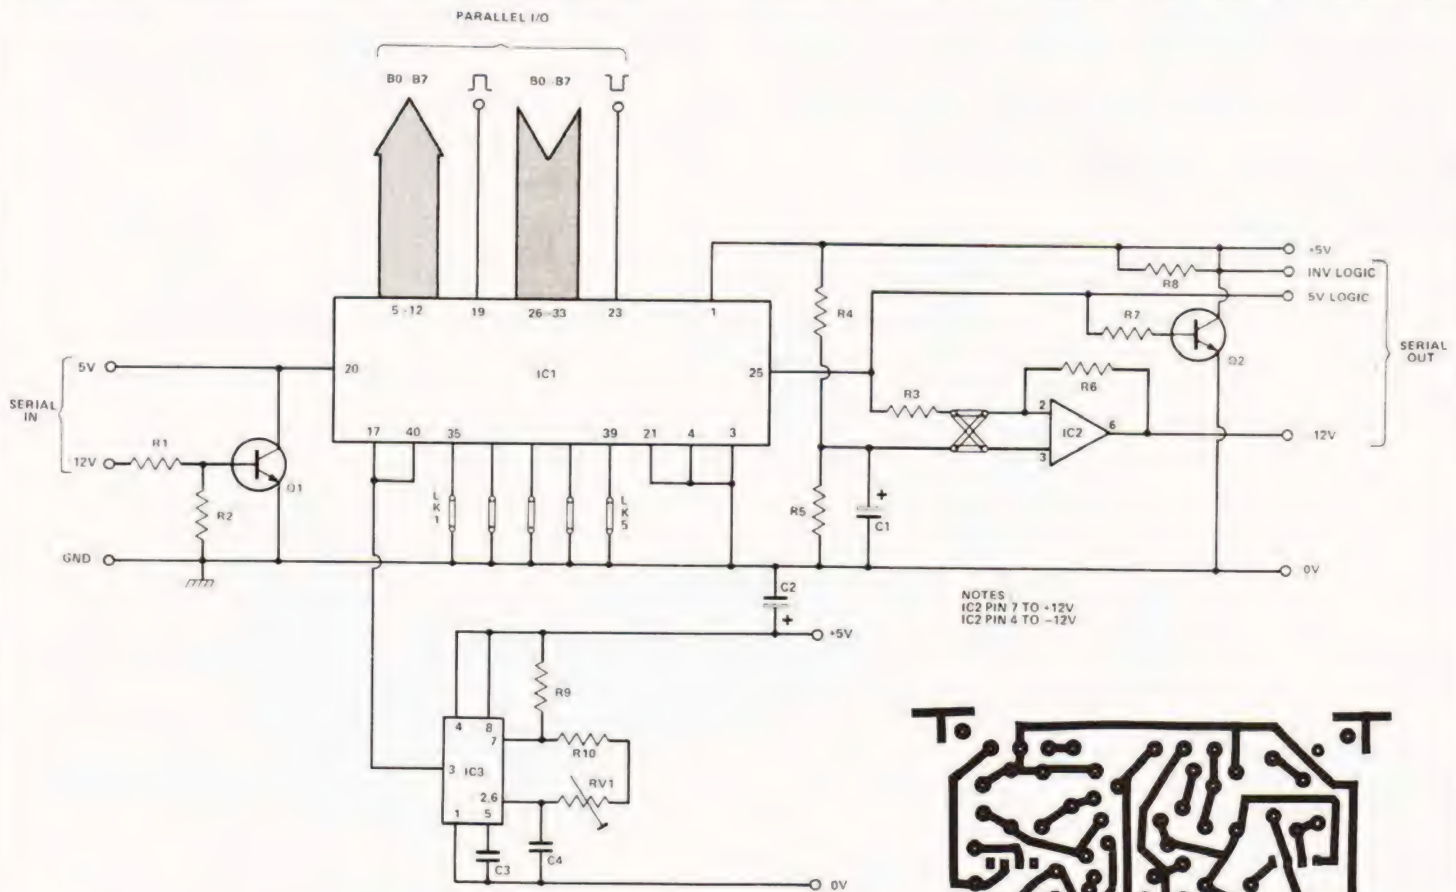 PARALLEL I/O
B0-B7
B0-B7
5-12
19
26-33
23
1
+5V
INV LOGIC
R8
5V LOGIC
R4
R7
Q2
SERIAL OUT
5V
20
IC1
25
R6
SERIAL IN
R3
2
IC2
6
12V
3
R1
12V
17
40
35
39
21
4
3
Q1
R2
LK1
LK5
R5
C1
GND
0V
C2
NOTES
IC2 PIN 7 TO +12V
IC2 PIN 4 TO −12V
+5V
R9
4
8
7
R10
3
IC3
RV1
2,6
1
5
C3
C4
0V